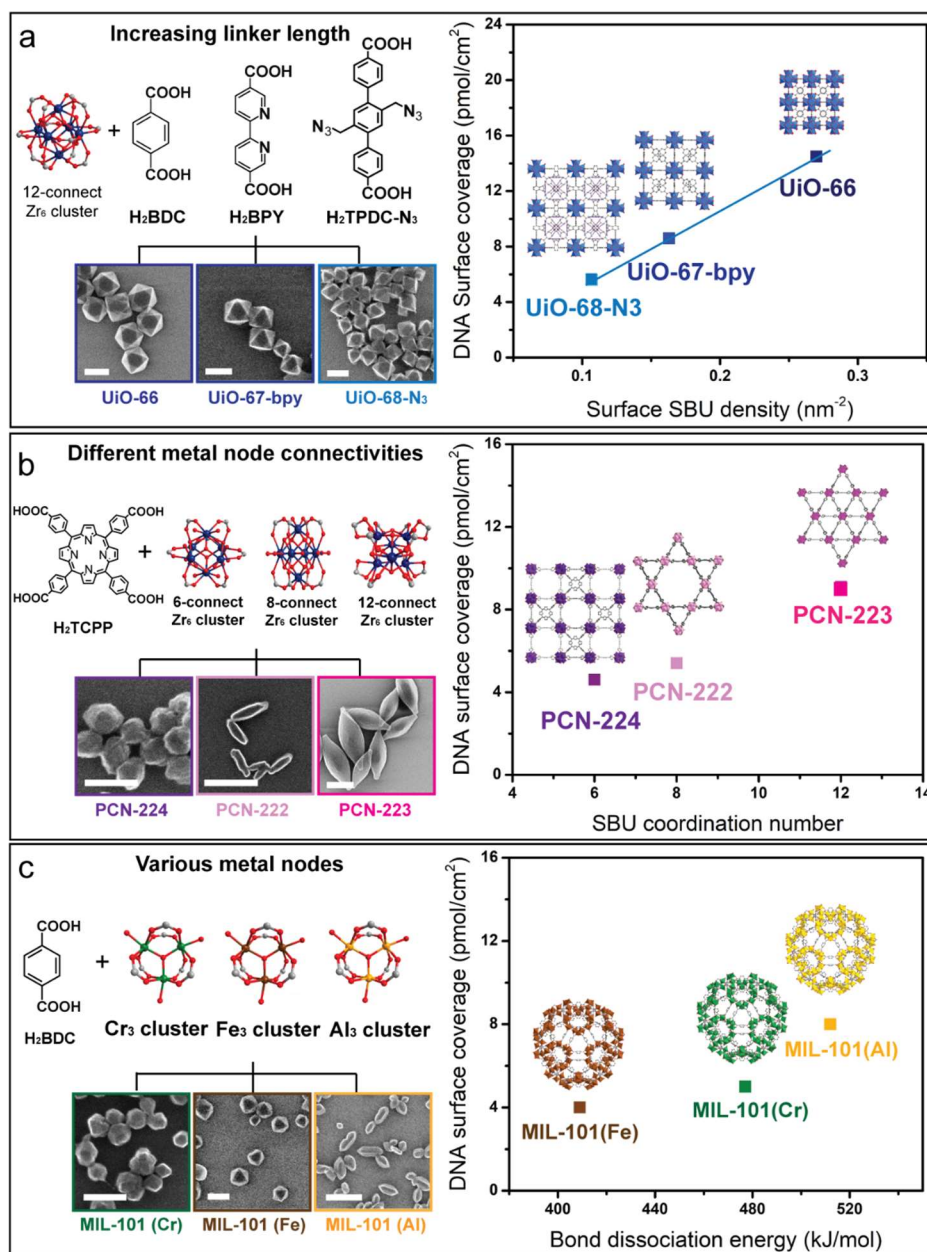 a
Increasing linker length
COOH
COOH
COOH
COOH
COOH
COOH
N
N
N₃
N₃
+
12-connect
Zr₆ cluster
H₂BDC
H₂BPY
H₂TPDC-N₃
UiO-66
UiO-67-bpy
UiO-68-N₃
DNA Surface coverage (pmol/cm²)
24
20
16
12
8
4
0
UiO-66
UiO-67-bpy
UiO-68-N3
0.1
0.2
0.3
Surface SBU density (nm⁻²)
b
Different metal node connectivities
HOOC
COOH
HOOC
COOH
N
N
N
N
+
H₂TCPP
6-connect
Zr₆ cluster
8-connect
Zr₆ cluster
12-connect
Zr₆ cluster
PCN-224
PCN-222
PCN-223
DNA surface coverage (pmol/cm²)
16
12
8
4
0
PCN-223
PCN-222
PCN-224
4
6
8
10
12
14
SBU coordination number
c
Various metal nodes
COOH
COOH
+
H₂BDC
Cr₃ cluster
Fe₃ cluster
Al₃ cluster
MIL-101 (Cr)
MIL-101 (Fe)
MIL-101 (Al)
DNA surface coverage (pmol/cm²)
16
12
8
4
0
MIL-101(Al)
MIL-101(Cr)
MIL-101(Fe)
400
440
480
520
Bond dissociation energy (kJ/mol)